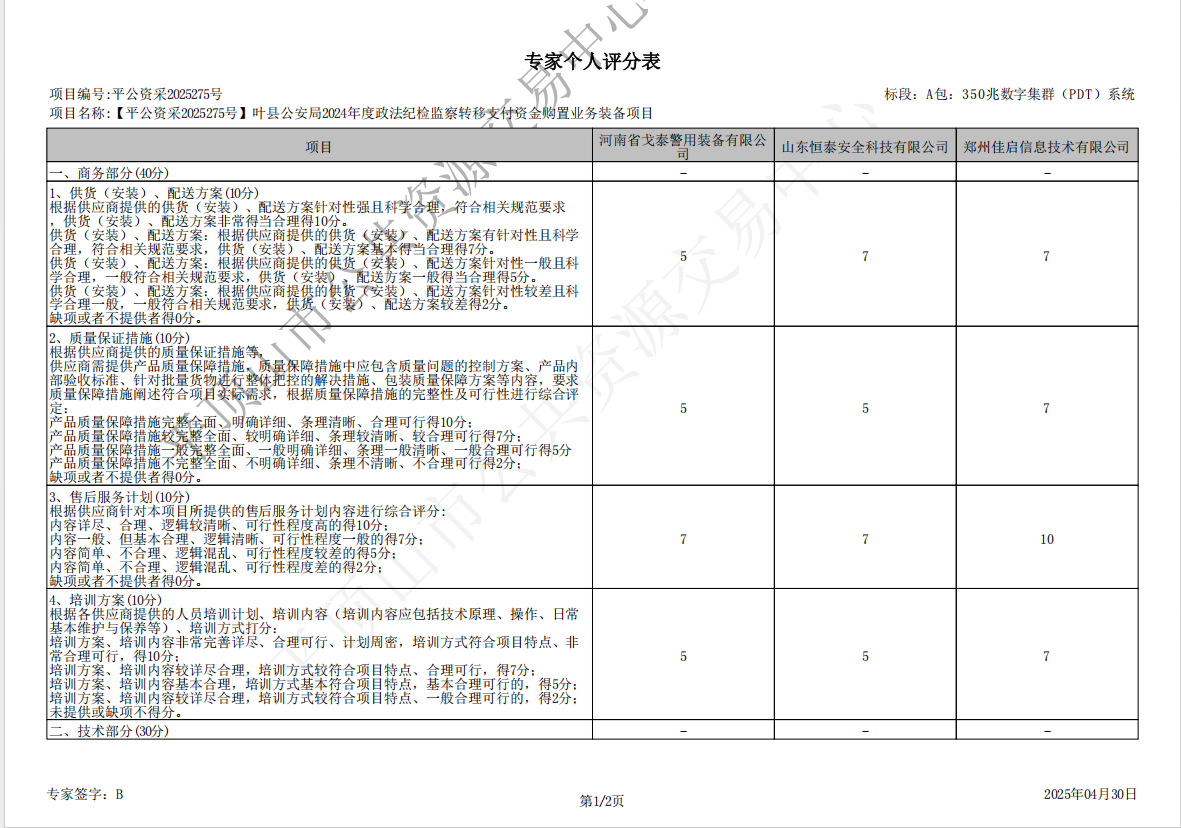 专家个人评分表
项目编号:平公资采2025275号
标段: A包: 350兆数字集群（PDT）系统
项目名称:【平公资采2025275号】叶县公安局2024年度政法纪检监察转移支付资金购置业务装备项目
项目
河南省戈泰警用装备有限公
司
山东恒泰安全科技有限公司
郑州佳启信息技术有限公司
一、商务部分(40分)
-
-
-
1、供货（安装）、配送方案(10分)
根据供应商提供的供货（安装）、配送方案针对性强且科学合理，符合相关规范要求
，供货（安装）、配送方案非常得当合理得10分。
供货（安装）、配送方案：根据供应商提供的供货（安装）、配送方案有针对性且科学
合理，符合相关规范要求，供货（安装）、配送方案基本得当合理得7分。
供货（安装）、配送方案：根据供应商提供的供货（安装）、配送方案针对性一般且科
学合理，一般符合相关规范要求，供货（安装）、配送方案一般得当合理得5分。
供货（安装）、配送方案：根据供应商提供的供货（安装）、配送方案针对性较差且科
学合理一般，一般符合相关规范要求，供货（安装）、配送方案较差得2分。
缺项或者不提供者得0分。
5
7
7
2、质量保证措施(10分)
根据供应商提供的质量保证措施等;
供应商需提供产品质量保障措施，质量保障措施中应包含质量问题的控制方案、产品内
部验收标准、针对批量货物进行整体把控的解决措施、包装质量保障方案等内容，要求
质量保障措施阐述符合项目实际需求，根据质量保障措施的完整性及可行性进行综合评
定：
产品质量保障措施完整全面、明确详细、条理清晰、合理可行得10分；
产品质量保障措施较完整全面、较明确详细、条理较清晰、较合理可行得7分；
产品质量保障措施一般完整全面、一般明确详细、条理一般清晰、一般合理可行得5分
产品质量保障措施不完整全面、不明确详细、条理不清晰、不合理可行得2分；
缺项或者不提供者得0分。
5
5
7
3、售后服务计划(10分)
根据供应商针对本项目所提供的售后服务计划内容进行综合评分:
内容详尽、合理、逻辑较清晰、可行性程度高的得10分；
内容一般、但基本合理、逻辑清晰、可行性程度一般的得7分；
内容简单、不合理、逻辑混乱、可行性程度较差的得5分；
内容简单、不合理、逻辑混乱、可行性程度差的得2分；
缺项或者不提供者得0分。
7
7
10
4、培训方案(10分)
根据各供应商提供的人员培训计划、培训内容（培训内容应包括技术原理、操作、日常
基本维护与保养等）、培训方式打分：
培训方案、培训内容非常完善详尽、合理可行、计划周密，培训方式符合项目特点、非
常合理可行，得10分；
培训方案、培训内容较详尽合理，培训方式较符合项目特点、合理可行，得7分；
培训方案、培训内容基本合理，培训方式基本符合项目特点，基本合理可行的，得5分；
培训方案、培训内容较详尽合理，培训方式较符合项目特点、一般合理可行的，得2分；
未提供或缺项不得分。
5
5
7
二、技术部分(30分)
-
-
-
平顶山市公共资源交易中心
平顶山市公共资源交易中心
专家签字: B
第1/2页
2025年04月30日